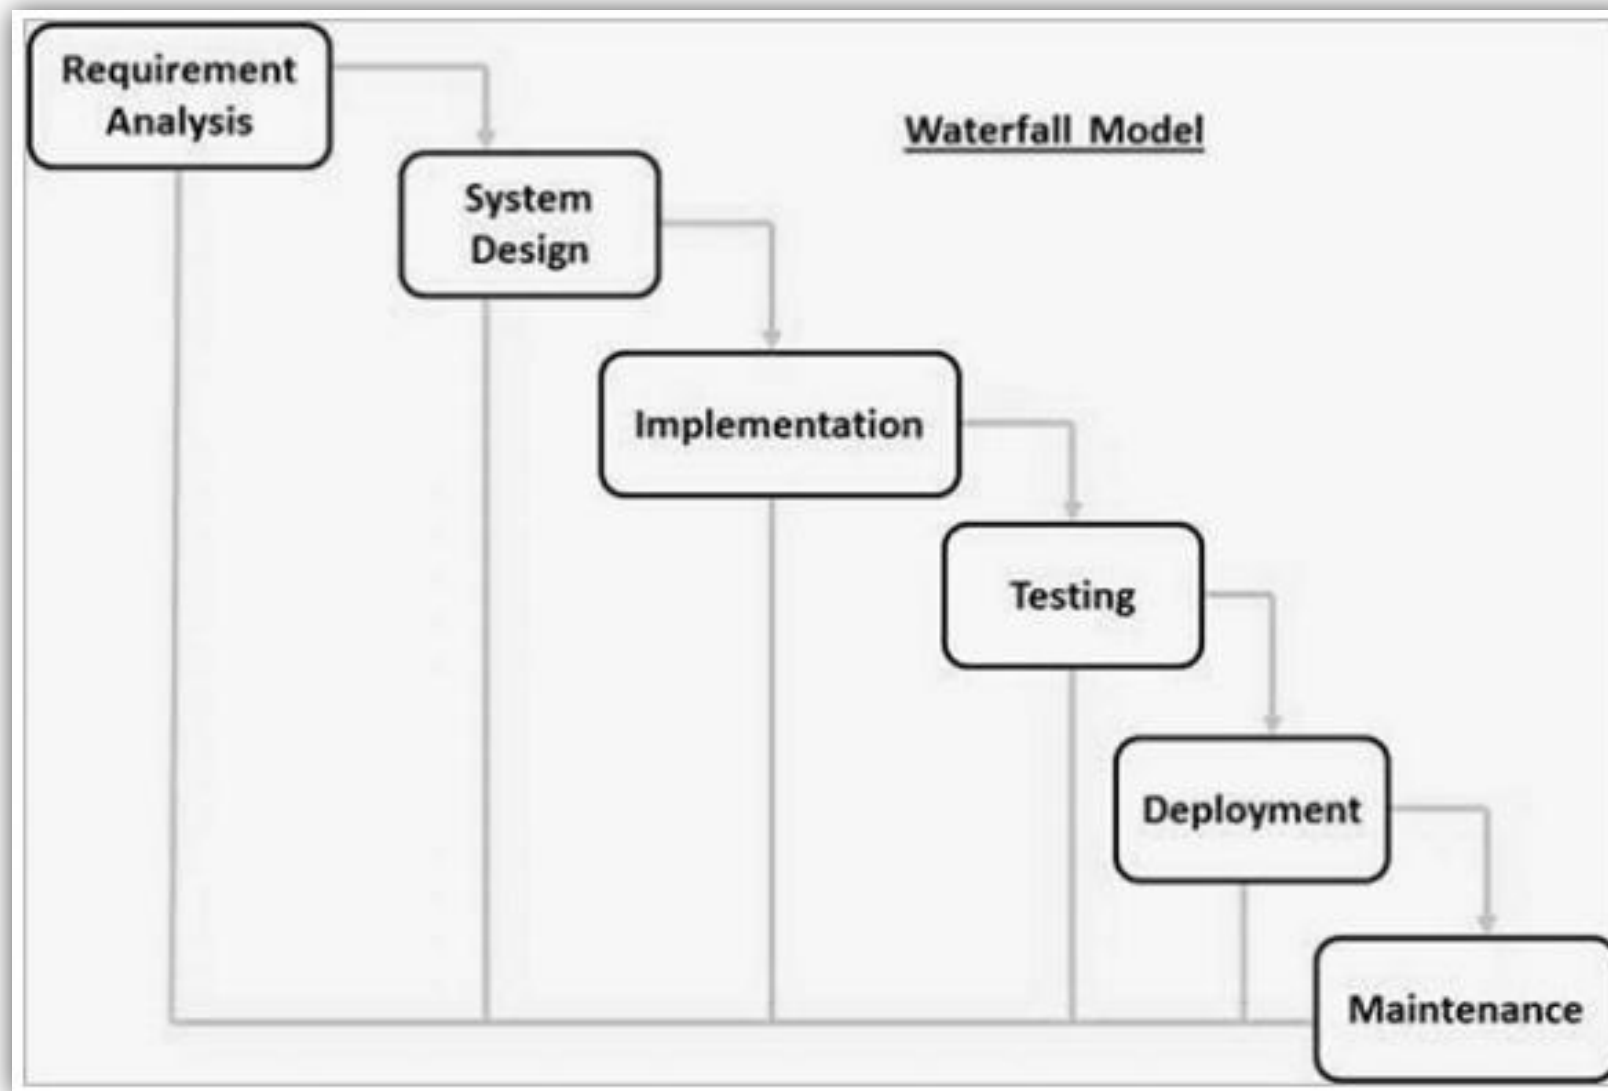 Requirement
Analysis
Waterfall Model
System
Design
Implementation
Testing
Deployment
Maintenance